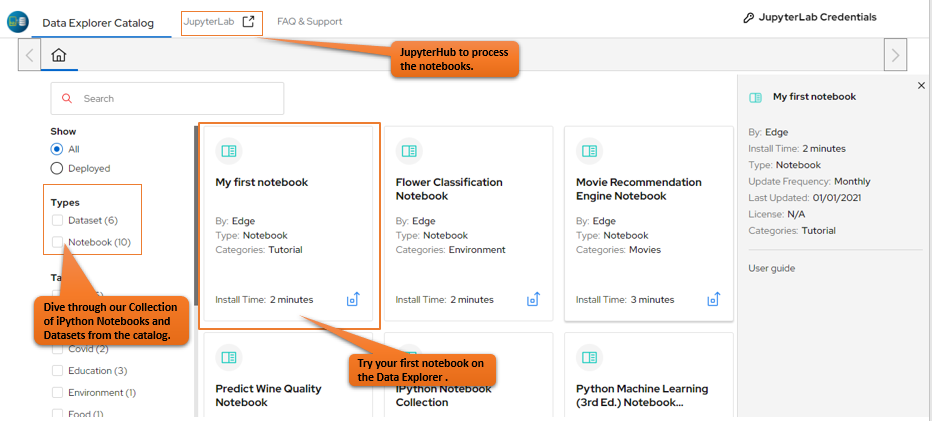 Data Explorer Catalog
JupyterLab
FAQ & Support
JupyterLab Credentials
JupyterHub to process
the notebooks.
Search
Show
All
Deployed
Types
Dataset (6)
Notebook (10)
Dive through our Collection
of iPython Notebooks and
Datasets from the catalog.
Covid (2)
Education (3)
Environment (1)
Food (1)
My first notebook
By: Edge
Type: Notebook
Categories: Tutorial
Install Time: 2 minutes
Flower Classification
Notebook
By: Edge
Type: Notebook
Categories: Environment
Install Time: 2 minutes
Movie Recommendation
Engine Notebook
By: Edge
Type: Notebook
Categories: Movies
Install Time: 3 minutes
Try your first notebook on
the Data Explorer .
Predict Wine Quality
Notebook
iPython Notebook
Collection
Python Machine Learning
(3rd Ed.) Notebook...
My first notebook
By: Edge
Install Time: 2 minutes
Type: Notebook
Update Frequency: Monthly
Last Updated: 01/01/2021
License: N/A
Categories: Tutorial
User guide